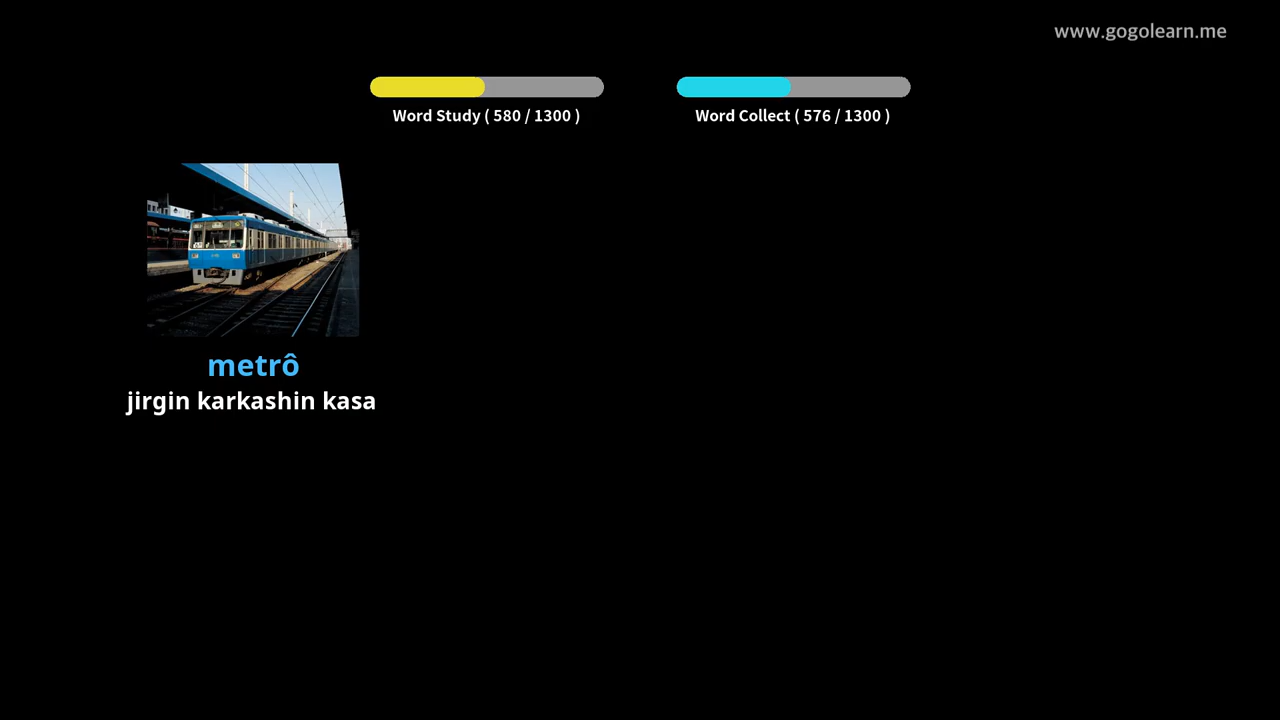 www.gogolearn.me
Word Study ( 580 / 1300 )
Word Collect ( 576 / 1300 )
metrô
jirgin karkashin kasa